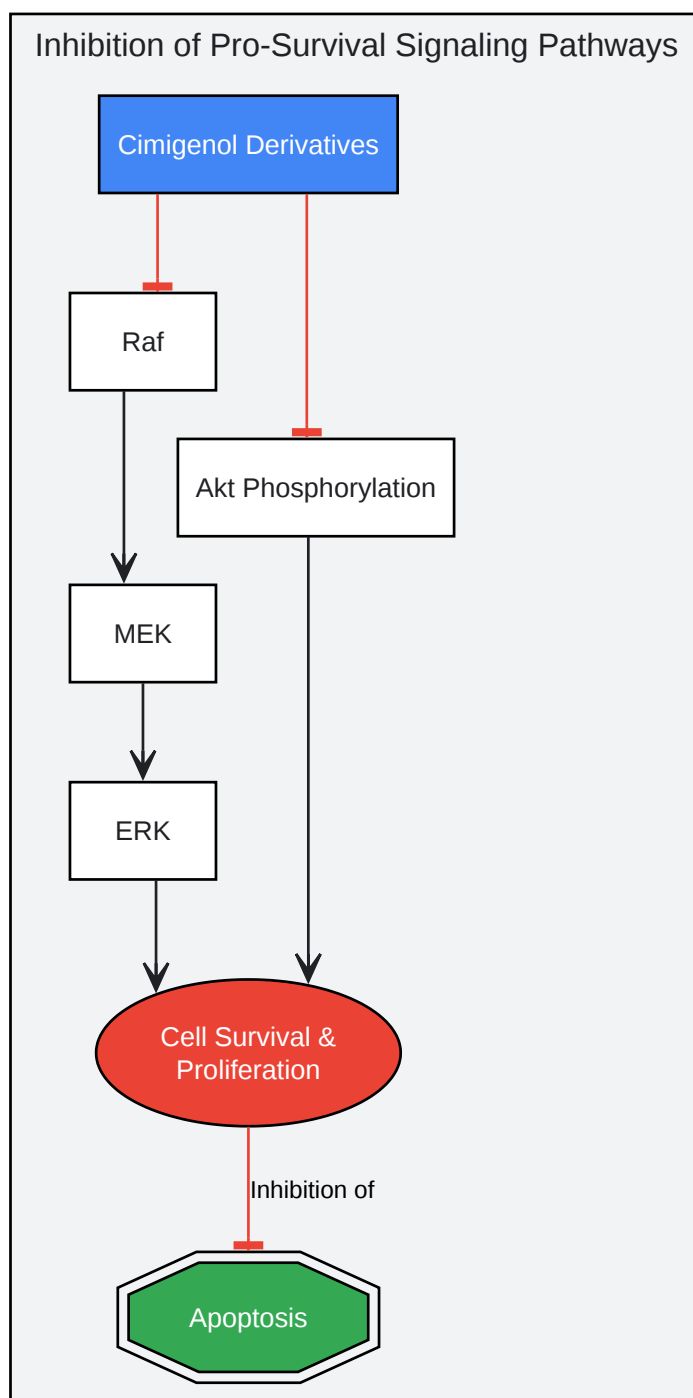 Inhibition of Pro-Survival Signaling Pathways
Cimigenol Derivatives
Raf
Akt Phosphorylation
MEK
ERK
Cell Survival &
Proliferation
Inhibition of
Apoptosis